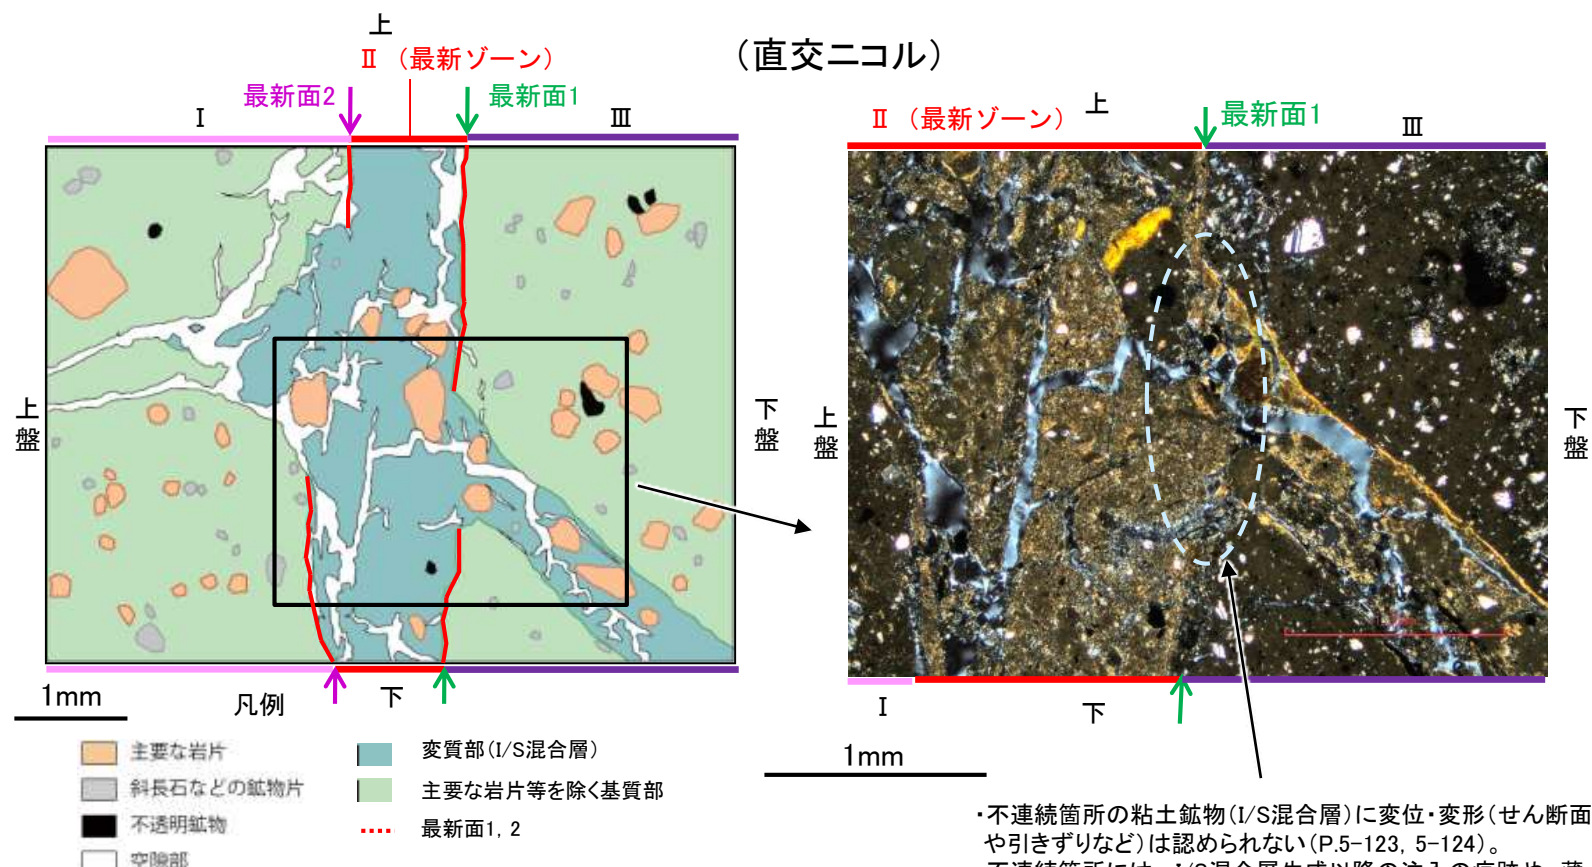 (直交ニコル)
上
Ⅱ (最新ゾーン)
最新面2
最新面1
Ⅰ
Ⅲ
上盤
下盤
1mm
凡例
下
主要な岩片
斜長石などの鉱物片
不透明鉱物
空隙部
変質部(I/S混合層)
主要な岩片等を除く基質部
最新面1, 2
Ⅱ (最新ゾーン)
上
最新面1
Ⅲ
上盤
下盤
Ⅰ
下
1mm
・不連続箇所の粘土鉱物(I/S混合層)に変位・変形(せん断面
や引きずりなど)は認められない(P.5-123, 5-124)。